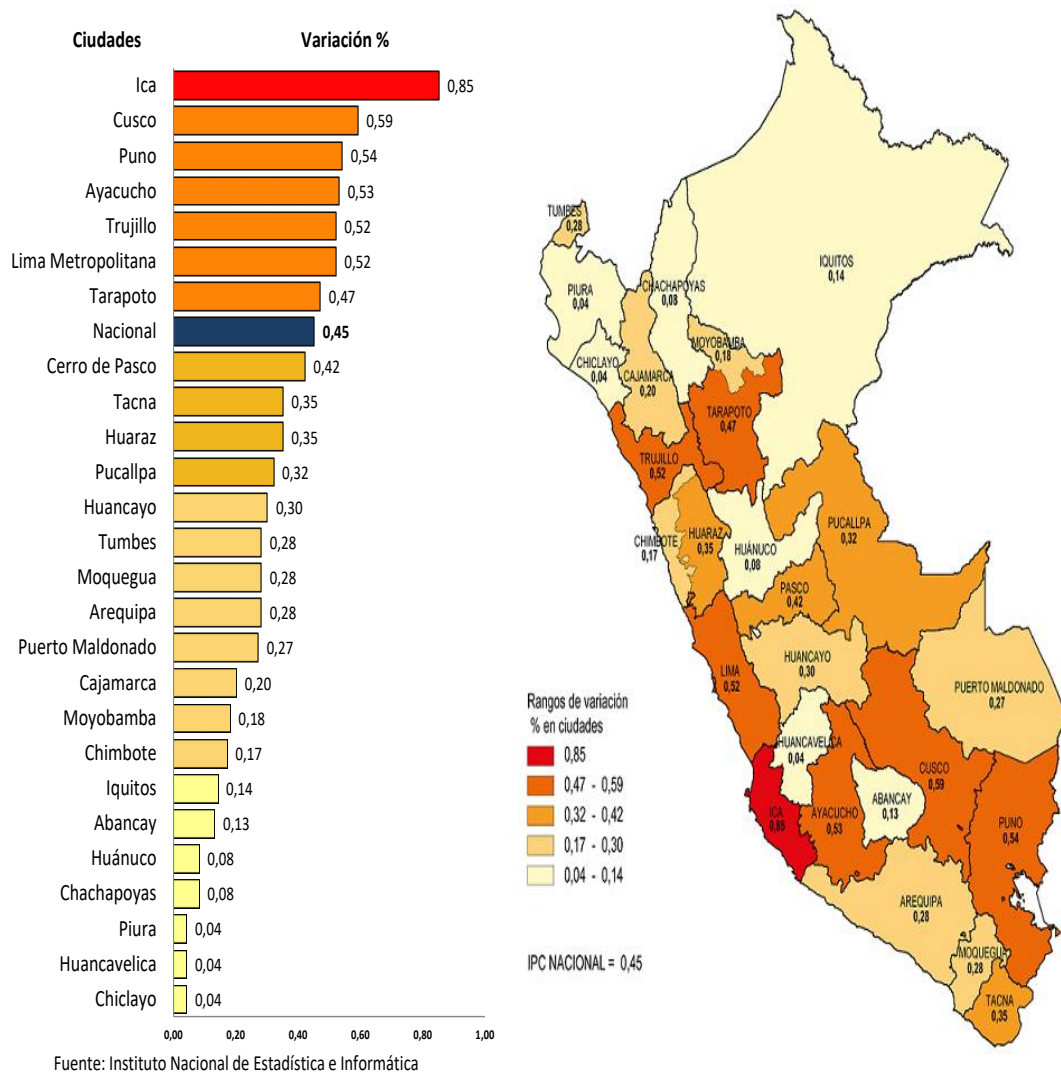 Ciudades Variación %
Ica 0,85
Cusco 0,59
Puno 0,54
Ayacucho 0,53
Trujillo 0,52
Lima Metropolitana 0,52
Tarapoto 0,47
Nacional 0,45
Cerro de Pasco 0,42
Tacna 0,35
Huaraz 0,35
Pucallpa 0,32
Huancayo 0,30
Tumbes 0,28
Moquegua 0,28
Arequipa 0,28
Puerto Maldonado 0,27
Cajamarca 0,20
Moyobamba 0,18
Chimbote 0,17
Iquitos 0,14
Abancay 0,13
Huánuco 0,08
Chachapoyas 0,08
Piura 0,04
Huancavelica 0,04
Chiclayo 0,04
0,00 0,20 0,40 0,60 0,80 1,00
Fuente: Instituto Nacional de Estadística e Informática
TUMBES
0,28
IQUITOS
0,14
PIURA
0,04
CHACHAPOYAS
0,08
MOYOBAMBA
0,18
CHICLAYO
0,04
CAJAMARCA
0,20
TARAPOTO
0,47
TRUJILLO
0,52
PUCALLPA
0,32
CHIMBOTE
0,17
HUARAZ
0,35
HUÁNUCO
0,08
PASCO
0,42
HUANCAYO
0,30
LIMA
0,52
PUERTO MALDONADO
0,27
HUANCAVELICA
0,04
CUSCO
0,59
ICA
0,85
AYACUCHO
0,53
ABANCAY
0,13
PUNO
0,54
AREQUIPA
0,28
MOQUEGUA
0,28
TACNA
0,35
Rangos de variación
% en ciudades
0,85
0,47 - 0,59
0,32 - 0,42
0,17 - 0,30
0,04 - 0,14
IPC NACIONAL = 0,45